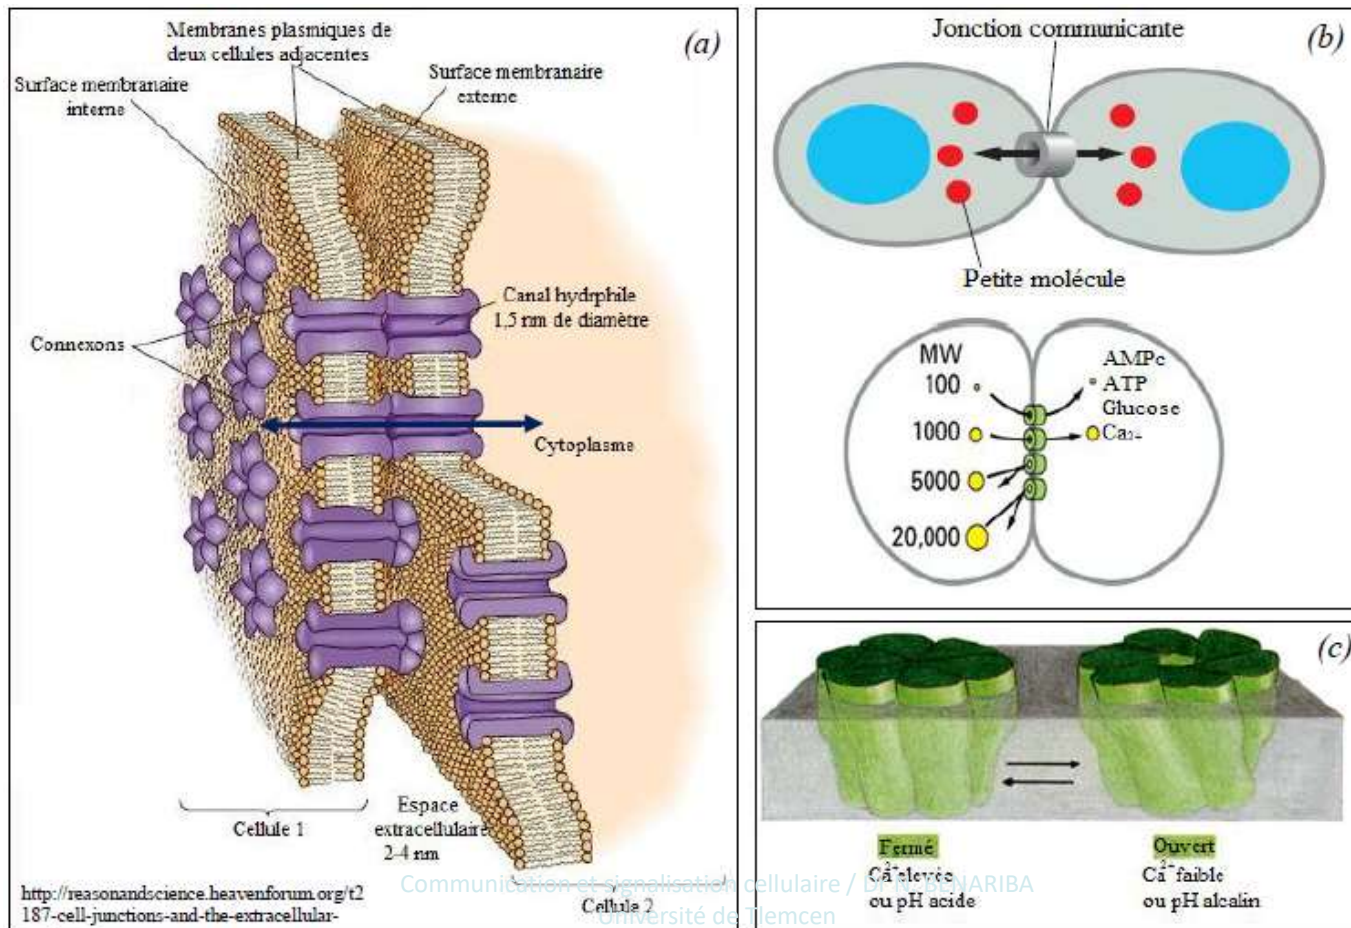 (a)
Membranes plasmiques de
deux cellules adjacentes
Surface membranaire
interne
Surface membranaire
externe
Canal hydrphile
1,5 nm de diamètre
Connexons
Cytoplasme
Cellule 1
Espace
extracellulaire
2-4 nm
Cellule 2
http://reasonandscience.heavenforum.org/t2
187-cell-junctions-and-the-extracellular-
(b)
Jonction communicante
Petite molécule
MW
100
1000
5000
20,000
AMPc
ATP
Glucose
Ca2+
(c)
Fermé
Ca2+ elevée
ou pH acide
Ouvert
Ca2+ faible
ou pH alcalin
Communication et signalisation cellulaire / Dr N. BENARIBA
Université de Tlemcen